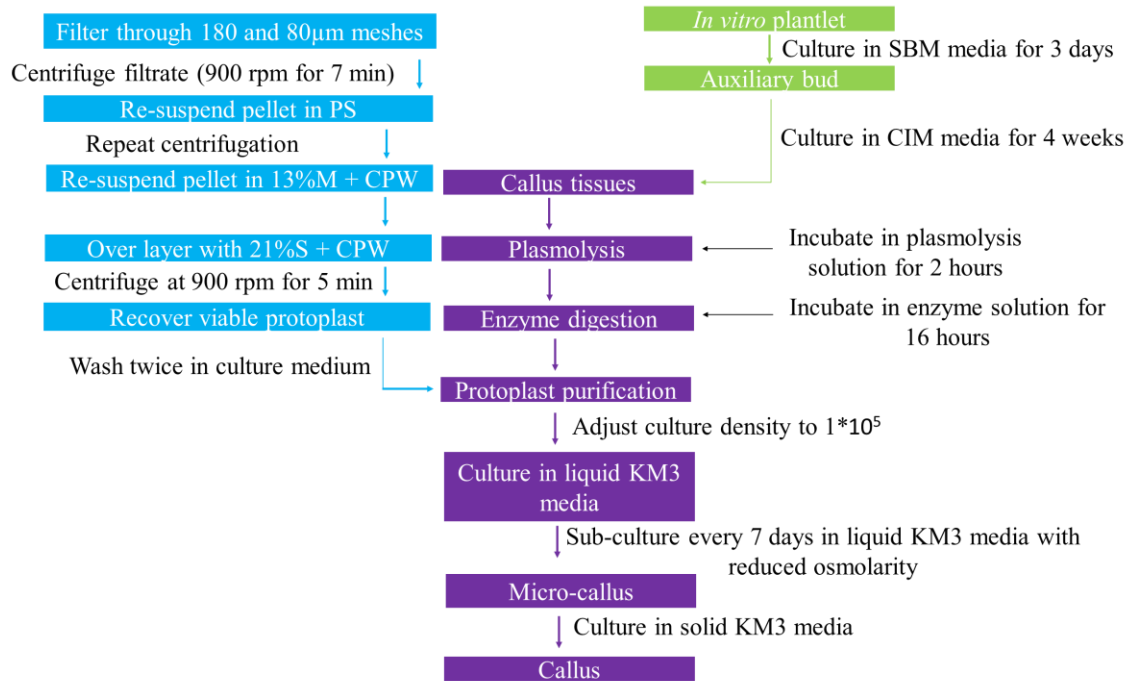 Filter through 180 and 80µm meshes
Centrifuge filtrate (900 rpm for 7 min)
Re-suspend pellet in PS
Repeat centrifugation
Re-suspend pellet in 13%M + CPW
Over layer with 21%S + CPW
Centrifuge at 900 rpm for 5 min
Recover viable protoplast
Wash twice in culture medium
In vitro plantlet
Culture in SBM media for 3 days
Auxiliary bud
Culture in CIM media for 4 weeks
Callus tissues
Plasmolysis
Incubate in plasmolysis
solution for 2 hours
Enzyme digestion
Incubate in enzyme solution for
16 hours
Protoplast purification
Adjust culture density to 1*10⁵
Culture in liquid KM3
media
Sub-culture every 7 days in liquid KM3 media with
reduced osmolarity
Micro-callus
Culture in solid KM3 media
Callus